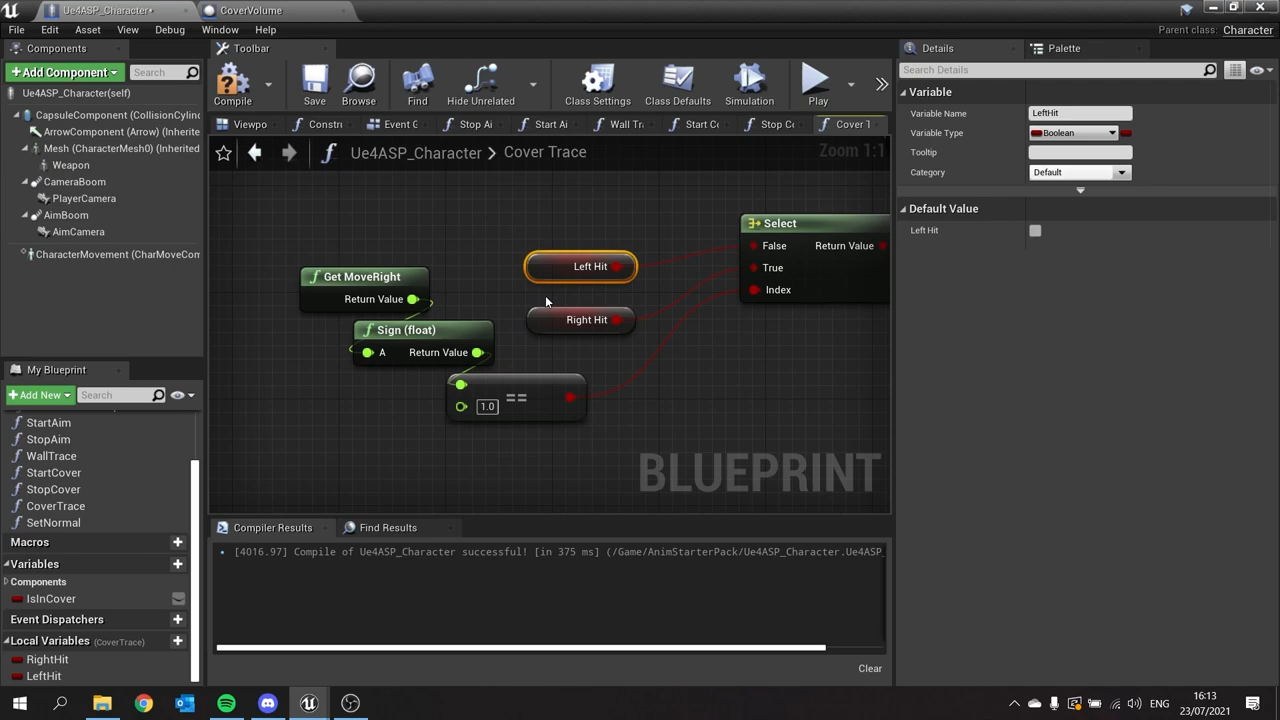 Ue4ASP_Character*
CoverVolume
File Edit Asset View Debug Window Help
Parent class: Character
Components
Add Component
Search
Ue4ASP_Character(self)
CapsuleComponent (CollisionCylin
ArrowComponent (Arrow) (Inherite
Mesh (CharacterMesh0) (Inherited
Weapon
CameraBoom
PlayerCamera
AimBoom
AimCamera
CharacterMovement (CharMoveCom
Toolbar
Compile
Save
Browse
Find
Hide Unrelated
Class Settings
Class Defaults
Simulation
Play
Viewpo
Constru
Event G
Stop Ai
Start Ai
Wall Tra
Start Co
Stop Co
Cover T
Ue4ASP_Character > Cover Trace
Zoom 1:1
Select
False Return Value
True
Index
Left Hit
Right Hit
Get MoveRight
Return Value
Sign (float)
A Return Value
1.0 ==
BLUEPRINT
My Blueprint
Add New
Search
StartAim
StopAim
WallTrace
StartCover
StopCover
CoverTrace
SetNormal
Macros
Variables
Components
IsInCover
Event Dispatchers
Local Variables (CoverTrace)
RightHit
LeftHit
Compiler Results
Find Results
[4016.97] Compile of Ue4ASP_Character successful! [in 375 ms] (/Game/AnimStarterPack/Ue4ASP_Character.Ue4ASP_
Clear
Details
Palette
Search Details
Variable
Variable Name LeftHit
Variable Type Boolean
Tooltip
Category Default
Default Value
Left Hit
ENG
16:13
23/07/2021